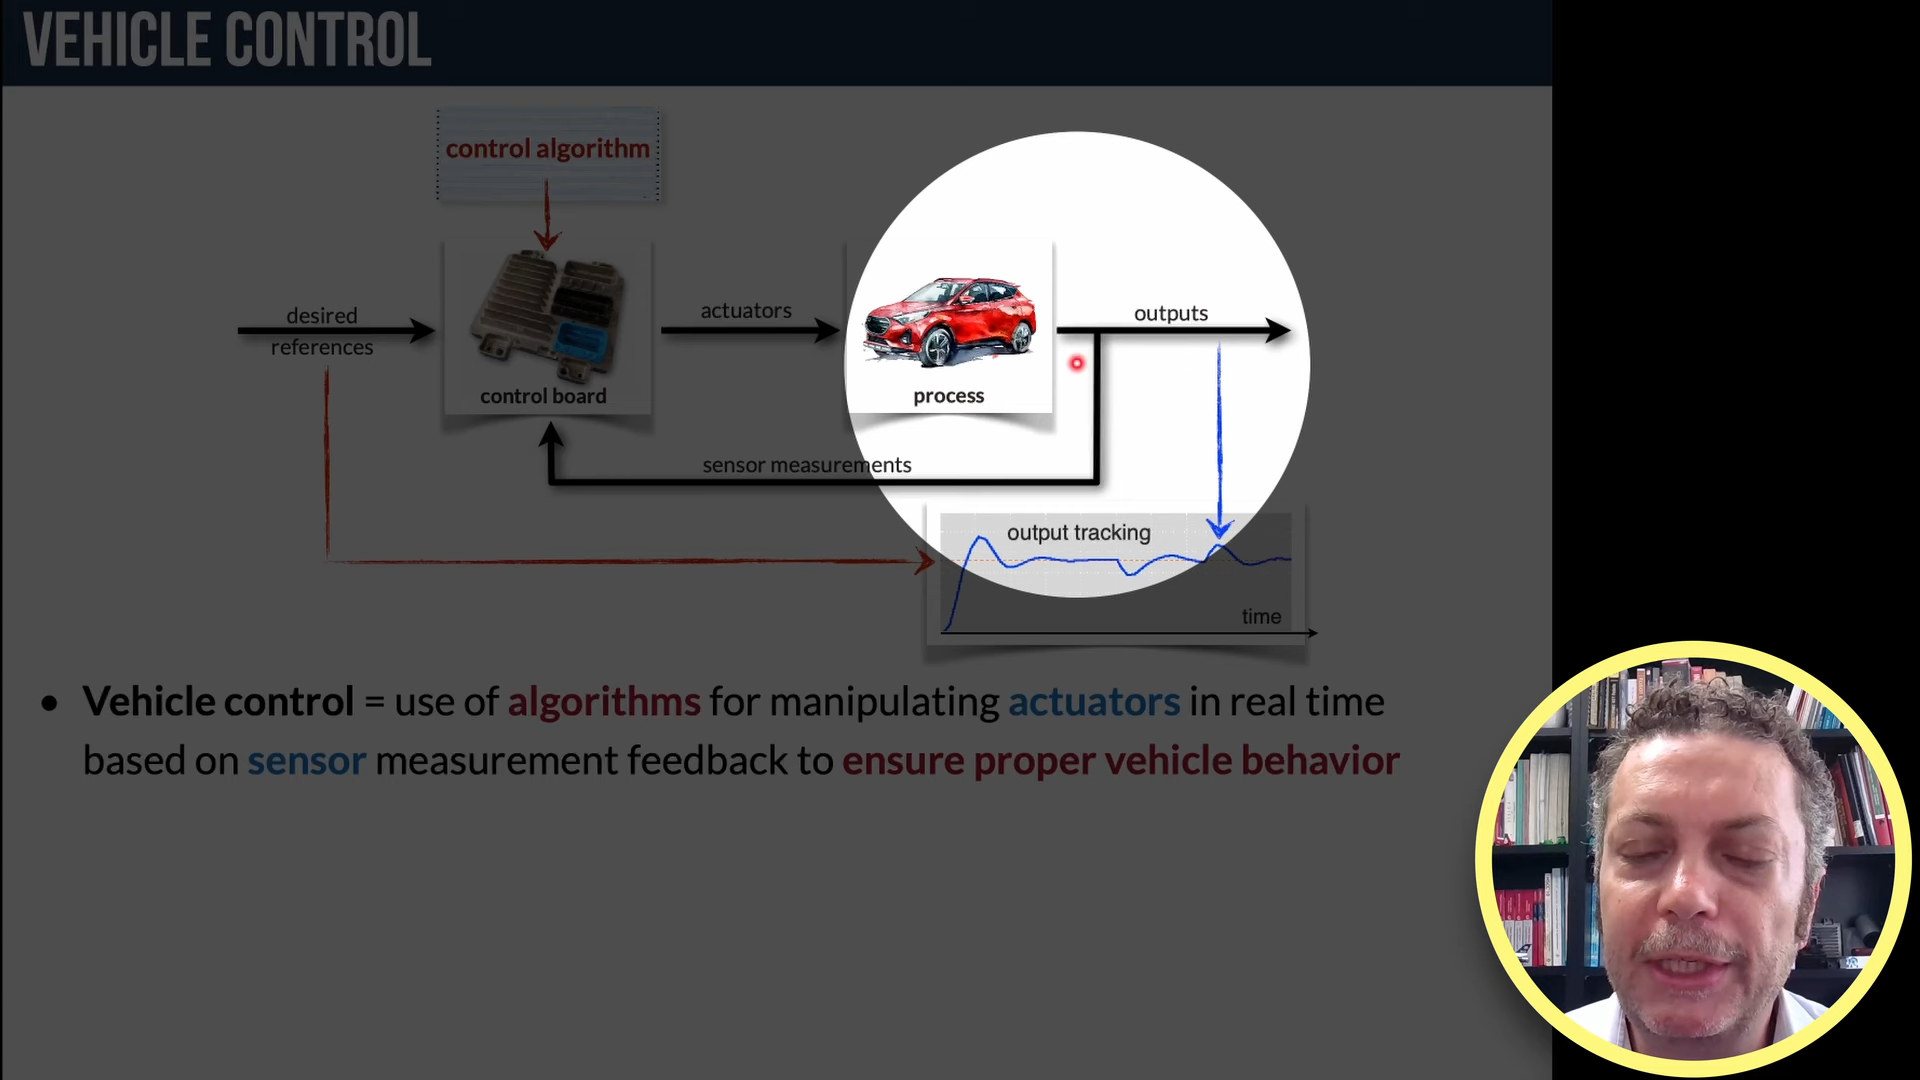 VEHICLE CONTROL
control algorithm
desired
references
control board
actuators
process
outputs
sensor measurements
output tracking
time
• Vehicle control = use of algorithms for manipulating actuators in real time
based on sensor measurement feedback to ensure proper vehicle behavior